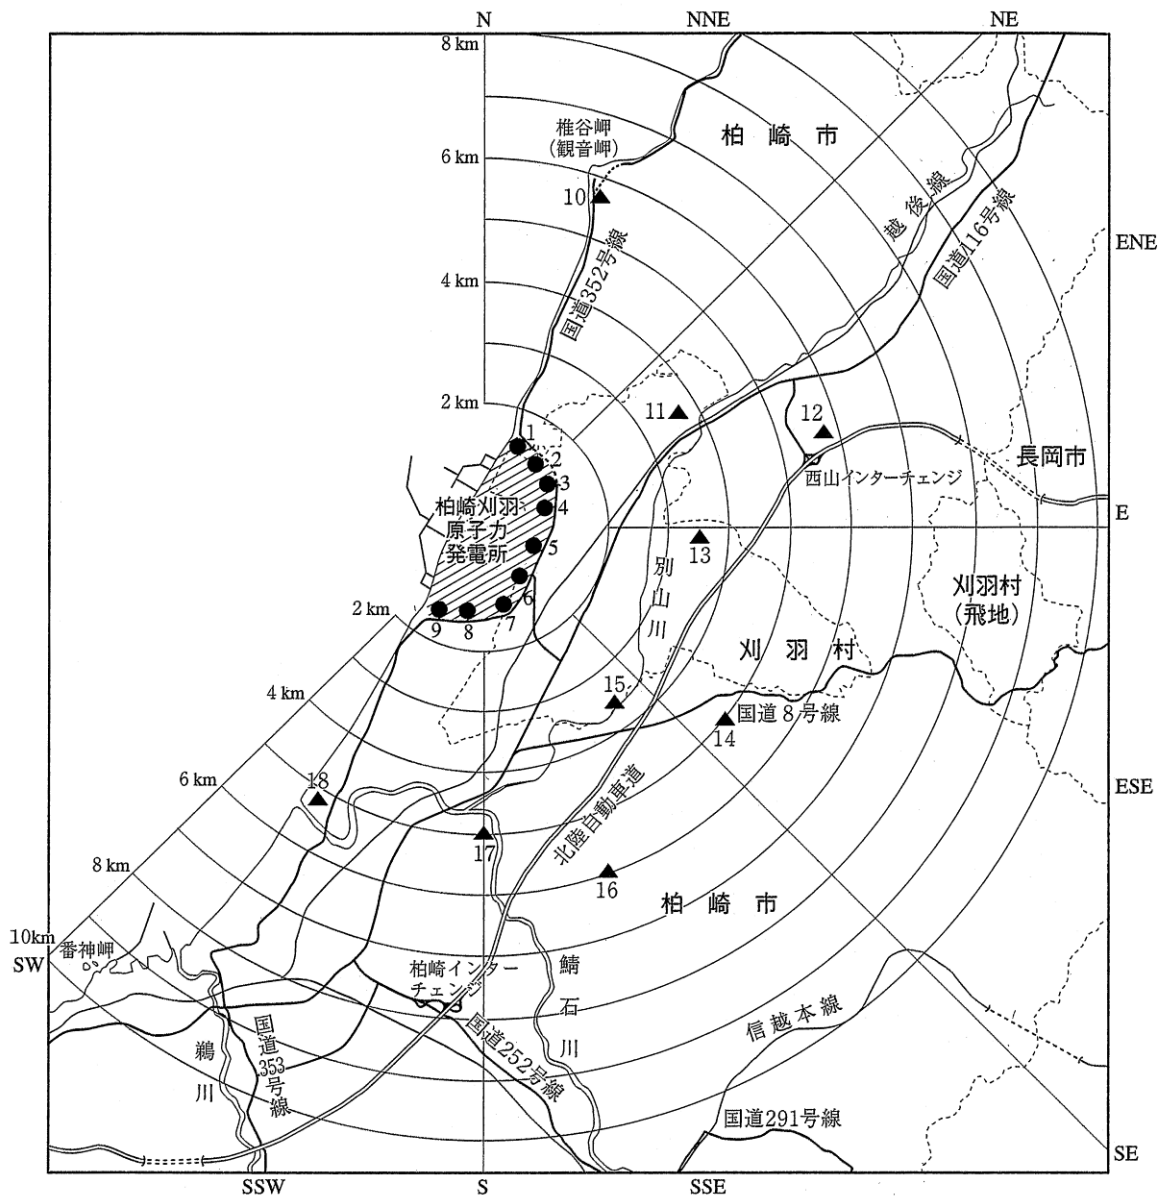 N
NNE
NE
8 km
椎谷岬
(観音岬)
柏崎市
6 km
10
越後線
国道116号線
ENE
国道352号線
4 km
2 km
11
12
1
2
3
4
5
6
7
8
9
柏崎刈羽
原子力
発電所
長岡市
西山インターチェンジ
E
13
別山川
刈羽村
(飛地)
2 km
刈羽村
15
国道8号線
14
4 km
18
6 km
ESE
北陸自動車道
17
16
8 km
柏崎市
10km
SW
番神岬
柏崎インター
チェンジ
鯖石川
信越本線
国道252号線
国道353号線
鵜川
国道291号線
SE
SSW
S
SSE